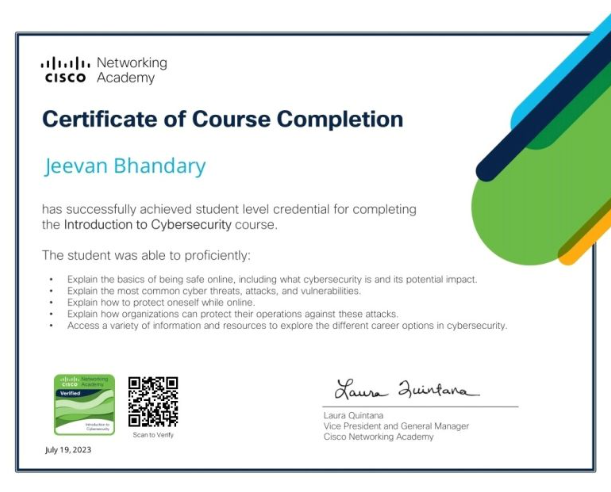 CISCO Networking
Academy
Certificate of Course Completion
Jeevan Bhandary
has successfully achieved student level credential for completing
the Introduction to Cybersecurity course.
The student was able to proficiently:
• Explain the basics of being safe online, including what cybersecurity is and its potential impact.
• Explain the most common cyber threats, attacks, and vulnerabilities.
• Explain how to protect oneself while online.
• Explain how organizations can protect their operations against these attacks.
• Access a variety of information and resources to explore the different career options in cybersecurity.
CISCO Networking
Academy
Verified
Introduction to
Cybersecurity
Scan to Verify
July 19, 2023
Laura Quintana
Laura Quintana
Vice President and General Manager
Cisco Networking Academy